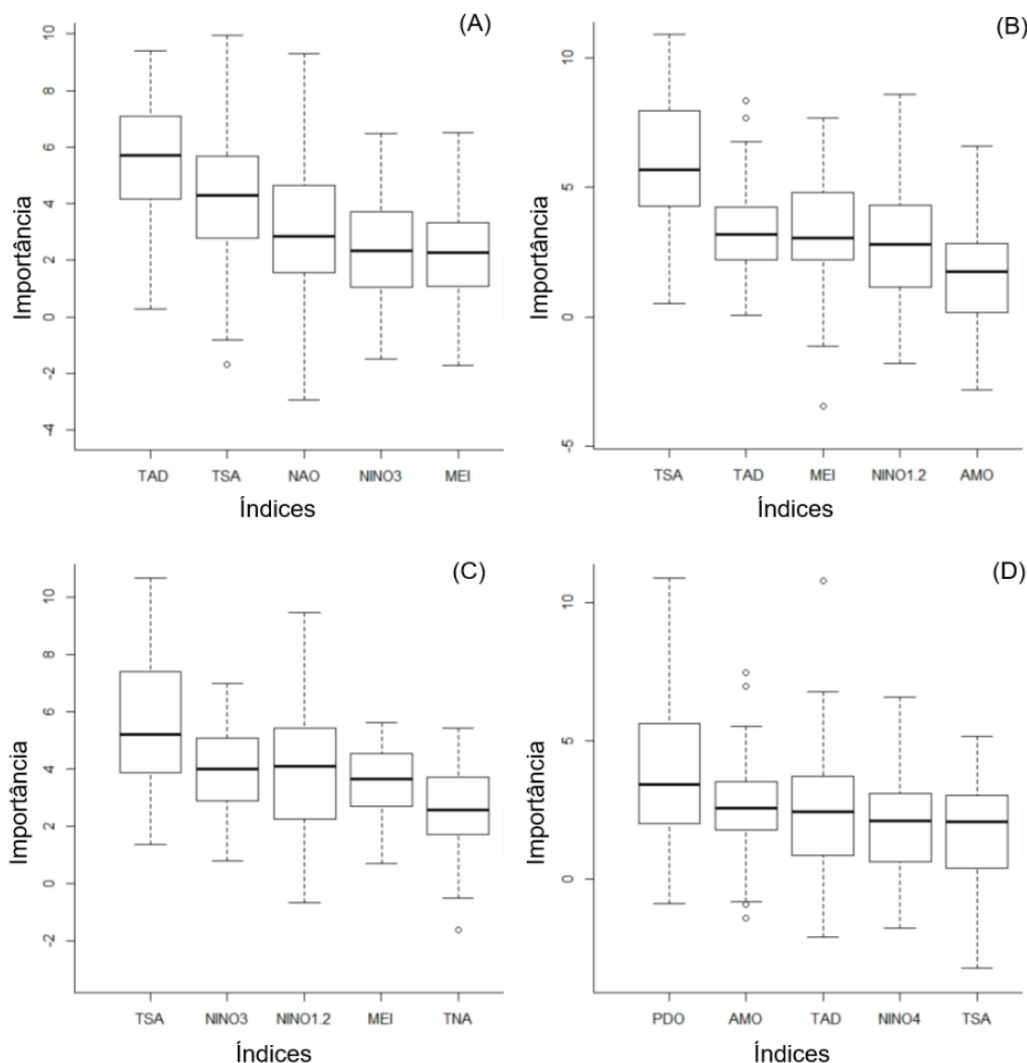 (A)
Importância
10
8
6
4
2
0
-2
-4
TAD TSA NAO NINO3 MEI
Índices
(B)
Importância
10
5
0
-5
TSA TAD MEI NINO1.2 AMO
Índices
(C)
Importância
10
8
6
4
2
0
-2
TSA NINO3 NINO1.2 MEI TNA
Índices
(D)
Importância
10
5
0
PDO AMO TAD NINO4 TSA
Índices